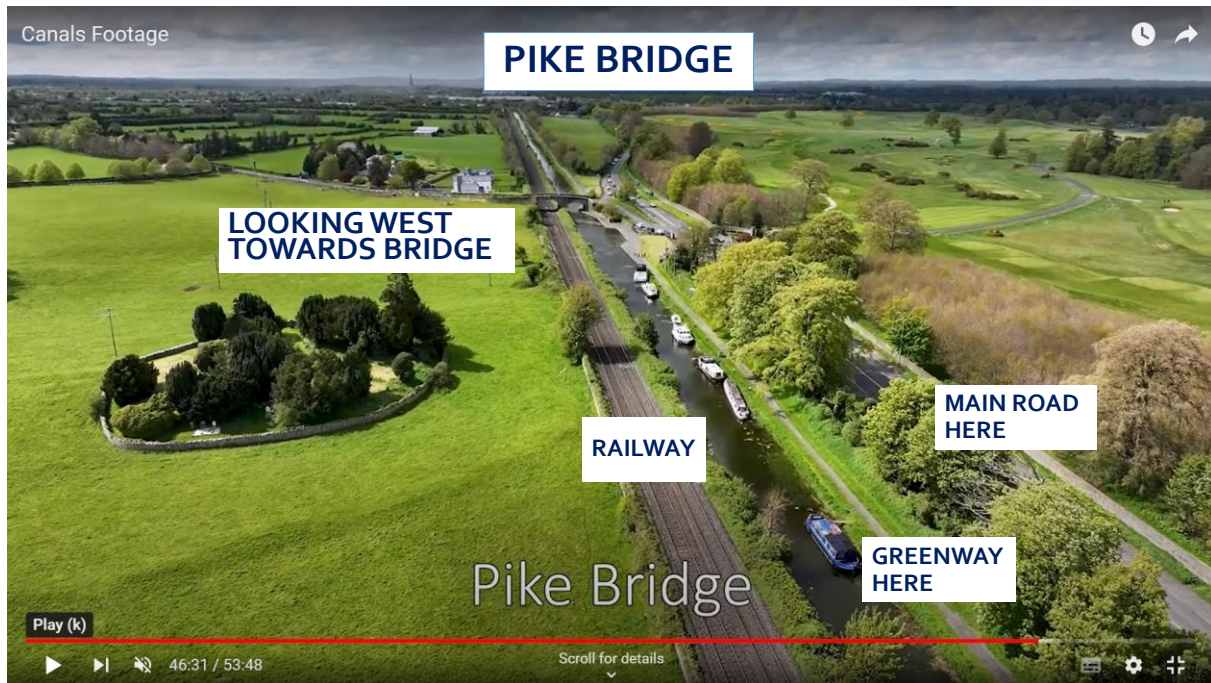 Canals Footage
PIKE BRIDGE
LOOKING WEST
TOWARDS BRIDGE
MAIN ROAD
HERE
RAILWAY
GREENWAY
HERE
Pike Bridge
Play (k)
46:31 / 53:48
Scroll for details